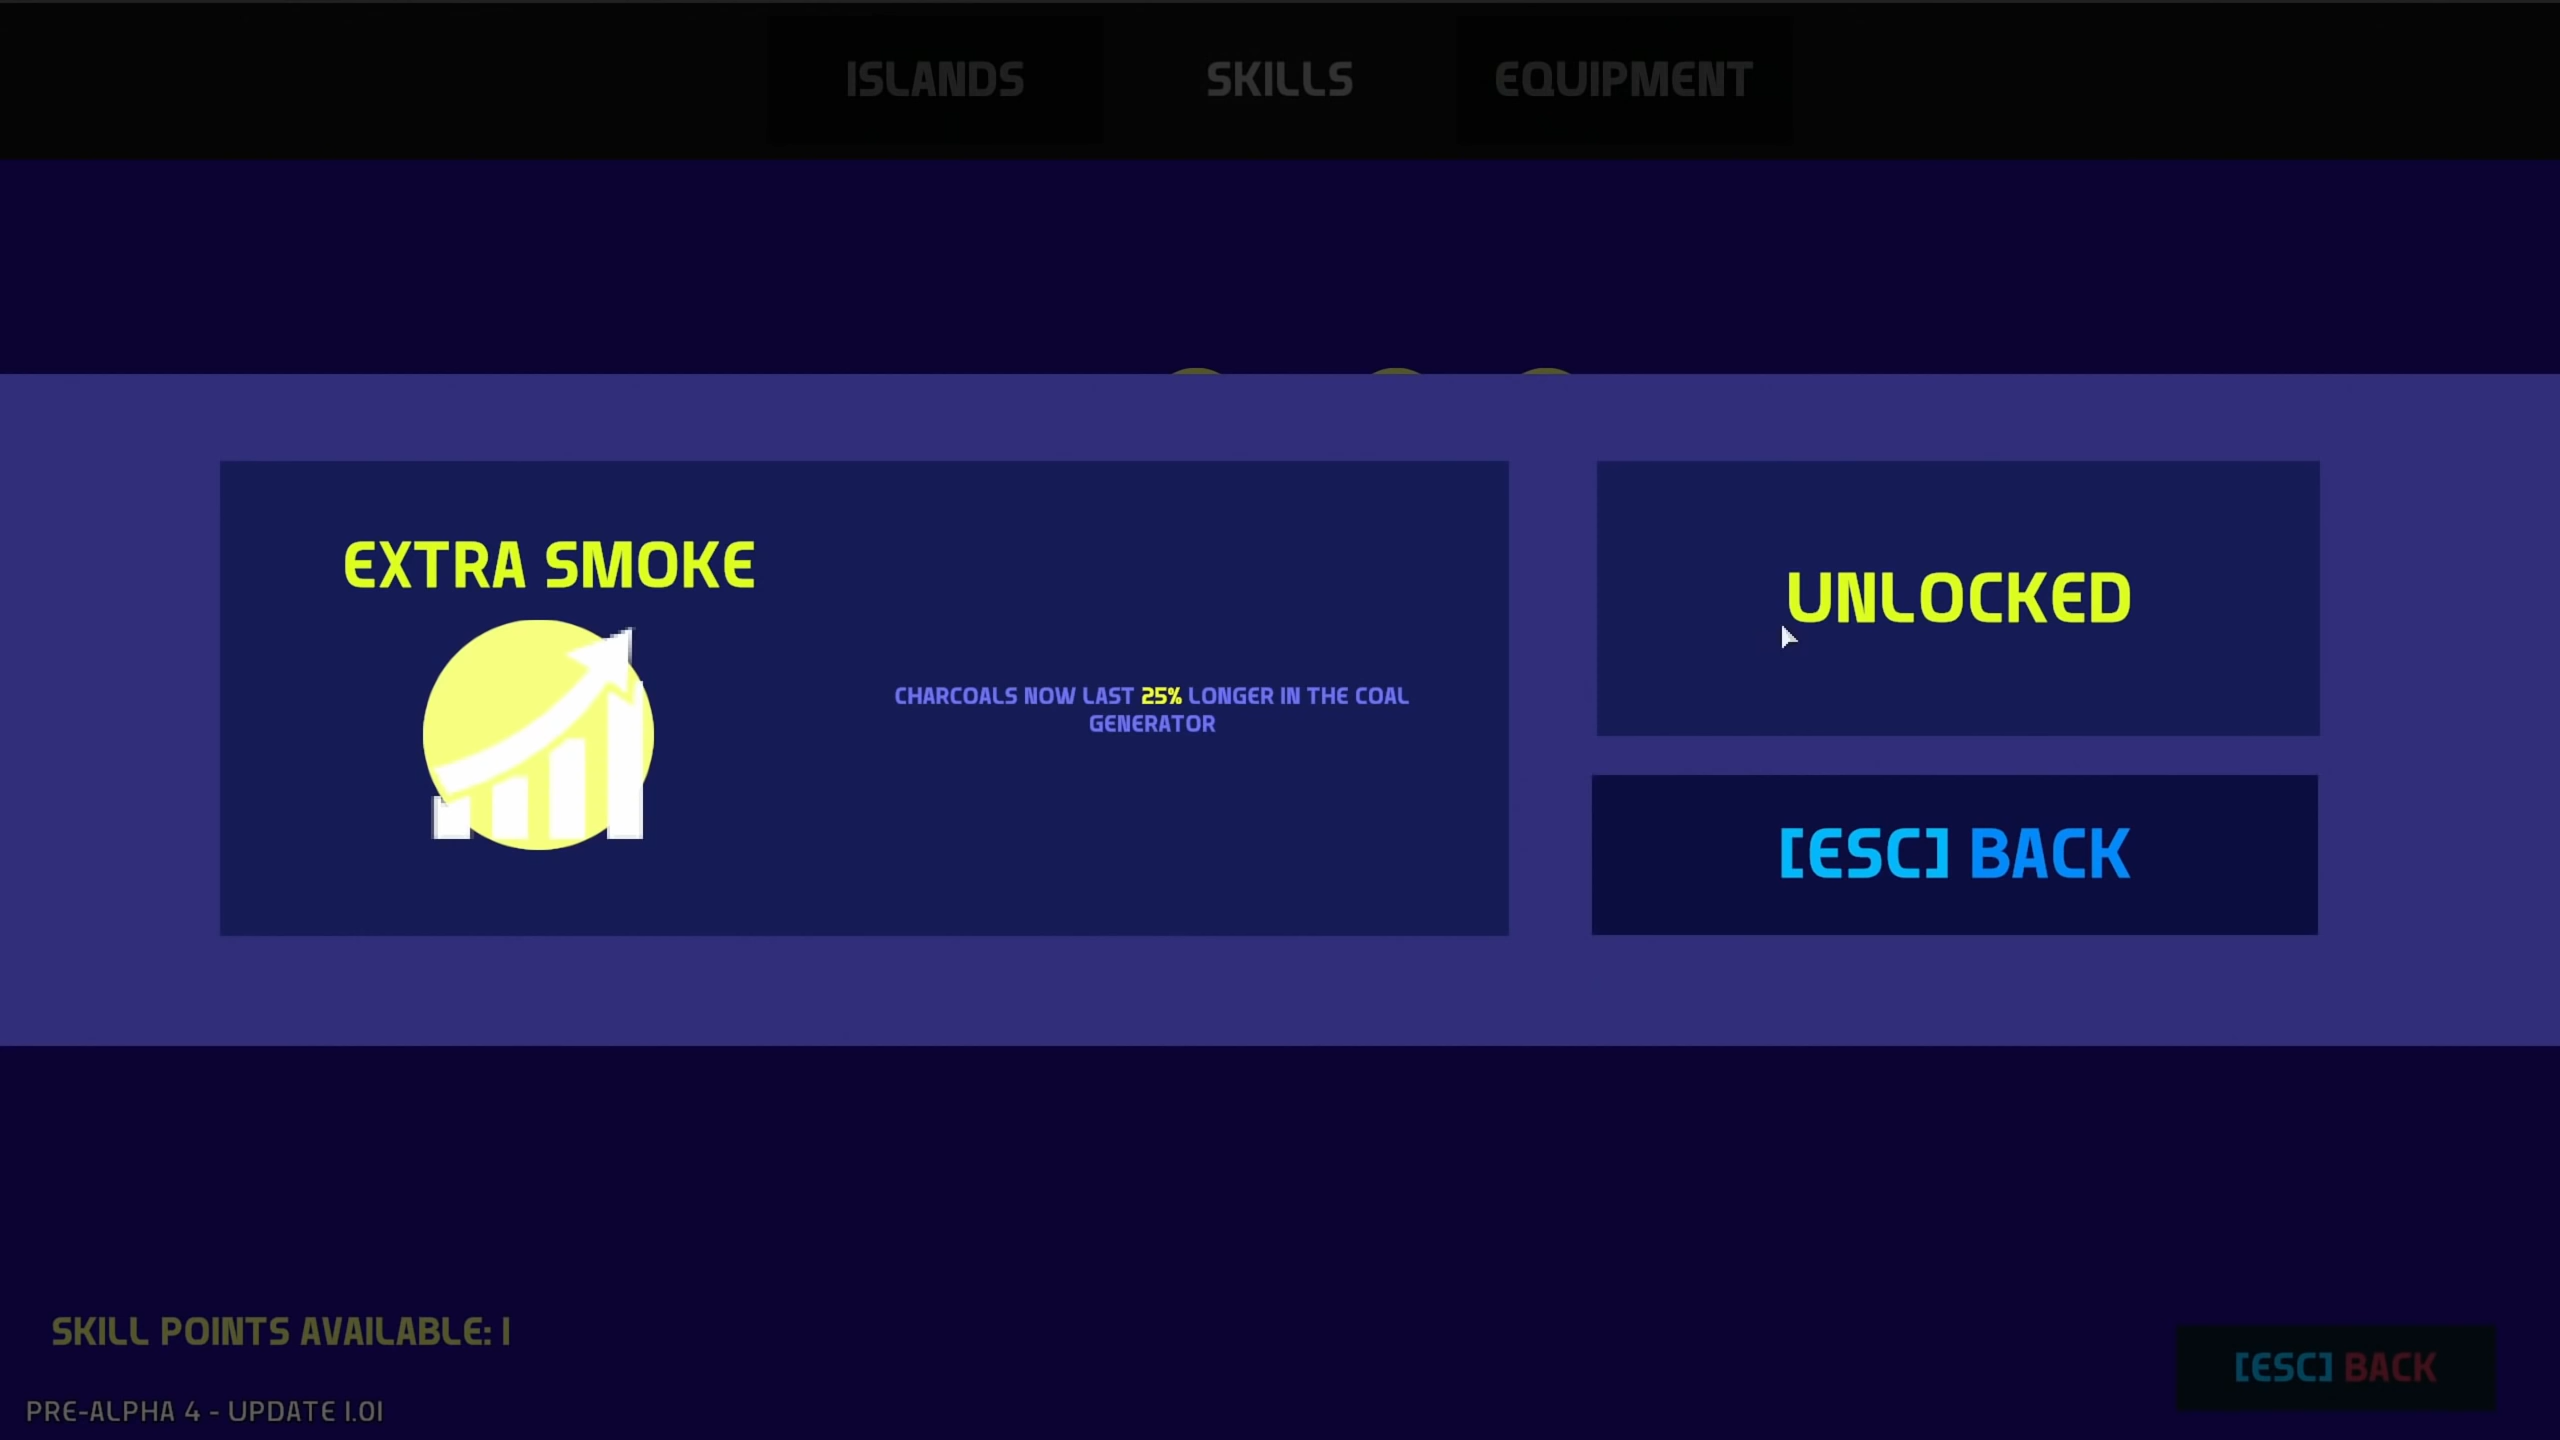 ISLANDS
SKILLS
EQUIPMENT
EXTRA SMOKE
CHARCOALS NOW LAST 25% LONGER IN THE COAL
GENERATOR
UNLOCKED
[ESC] BACK
SKILL POINTS AVAILABLE: 1
[ESC] BACK
PRE-ALPHA 4 - UPDATE 1.01